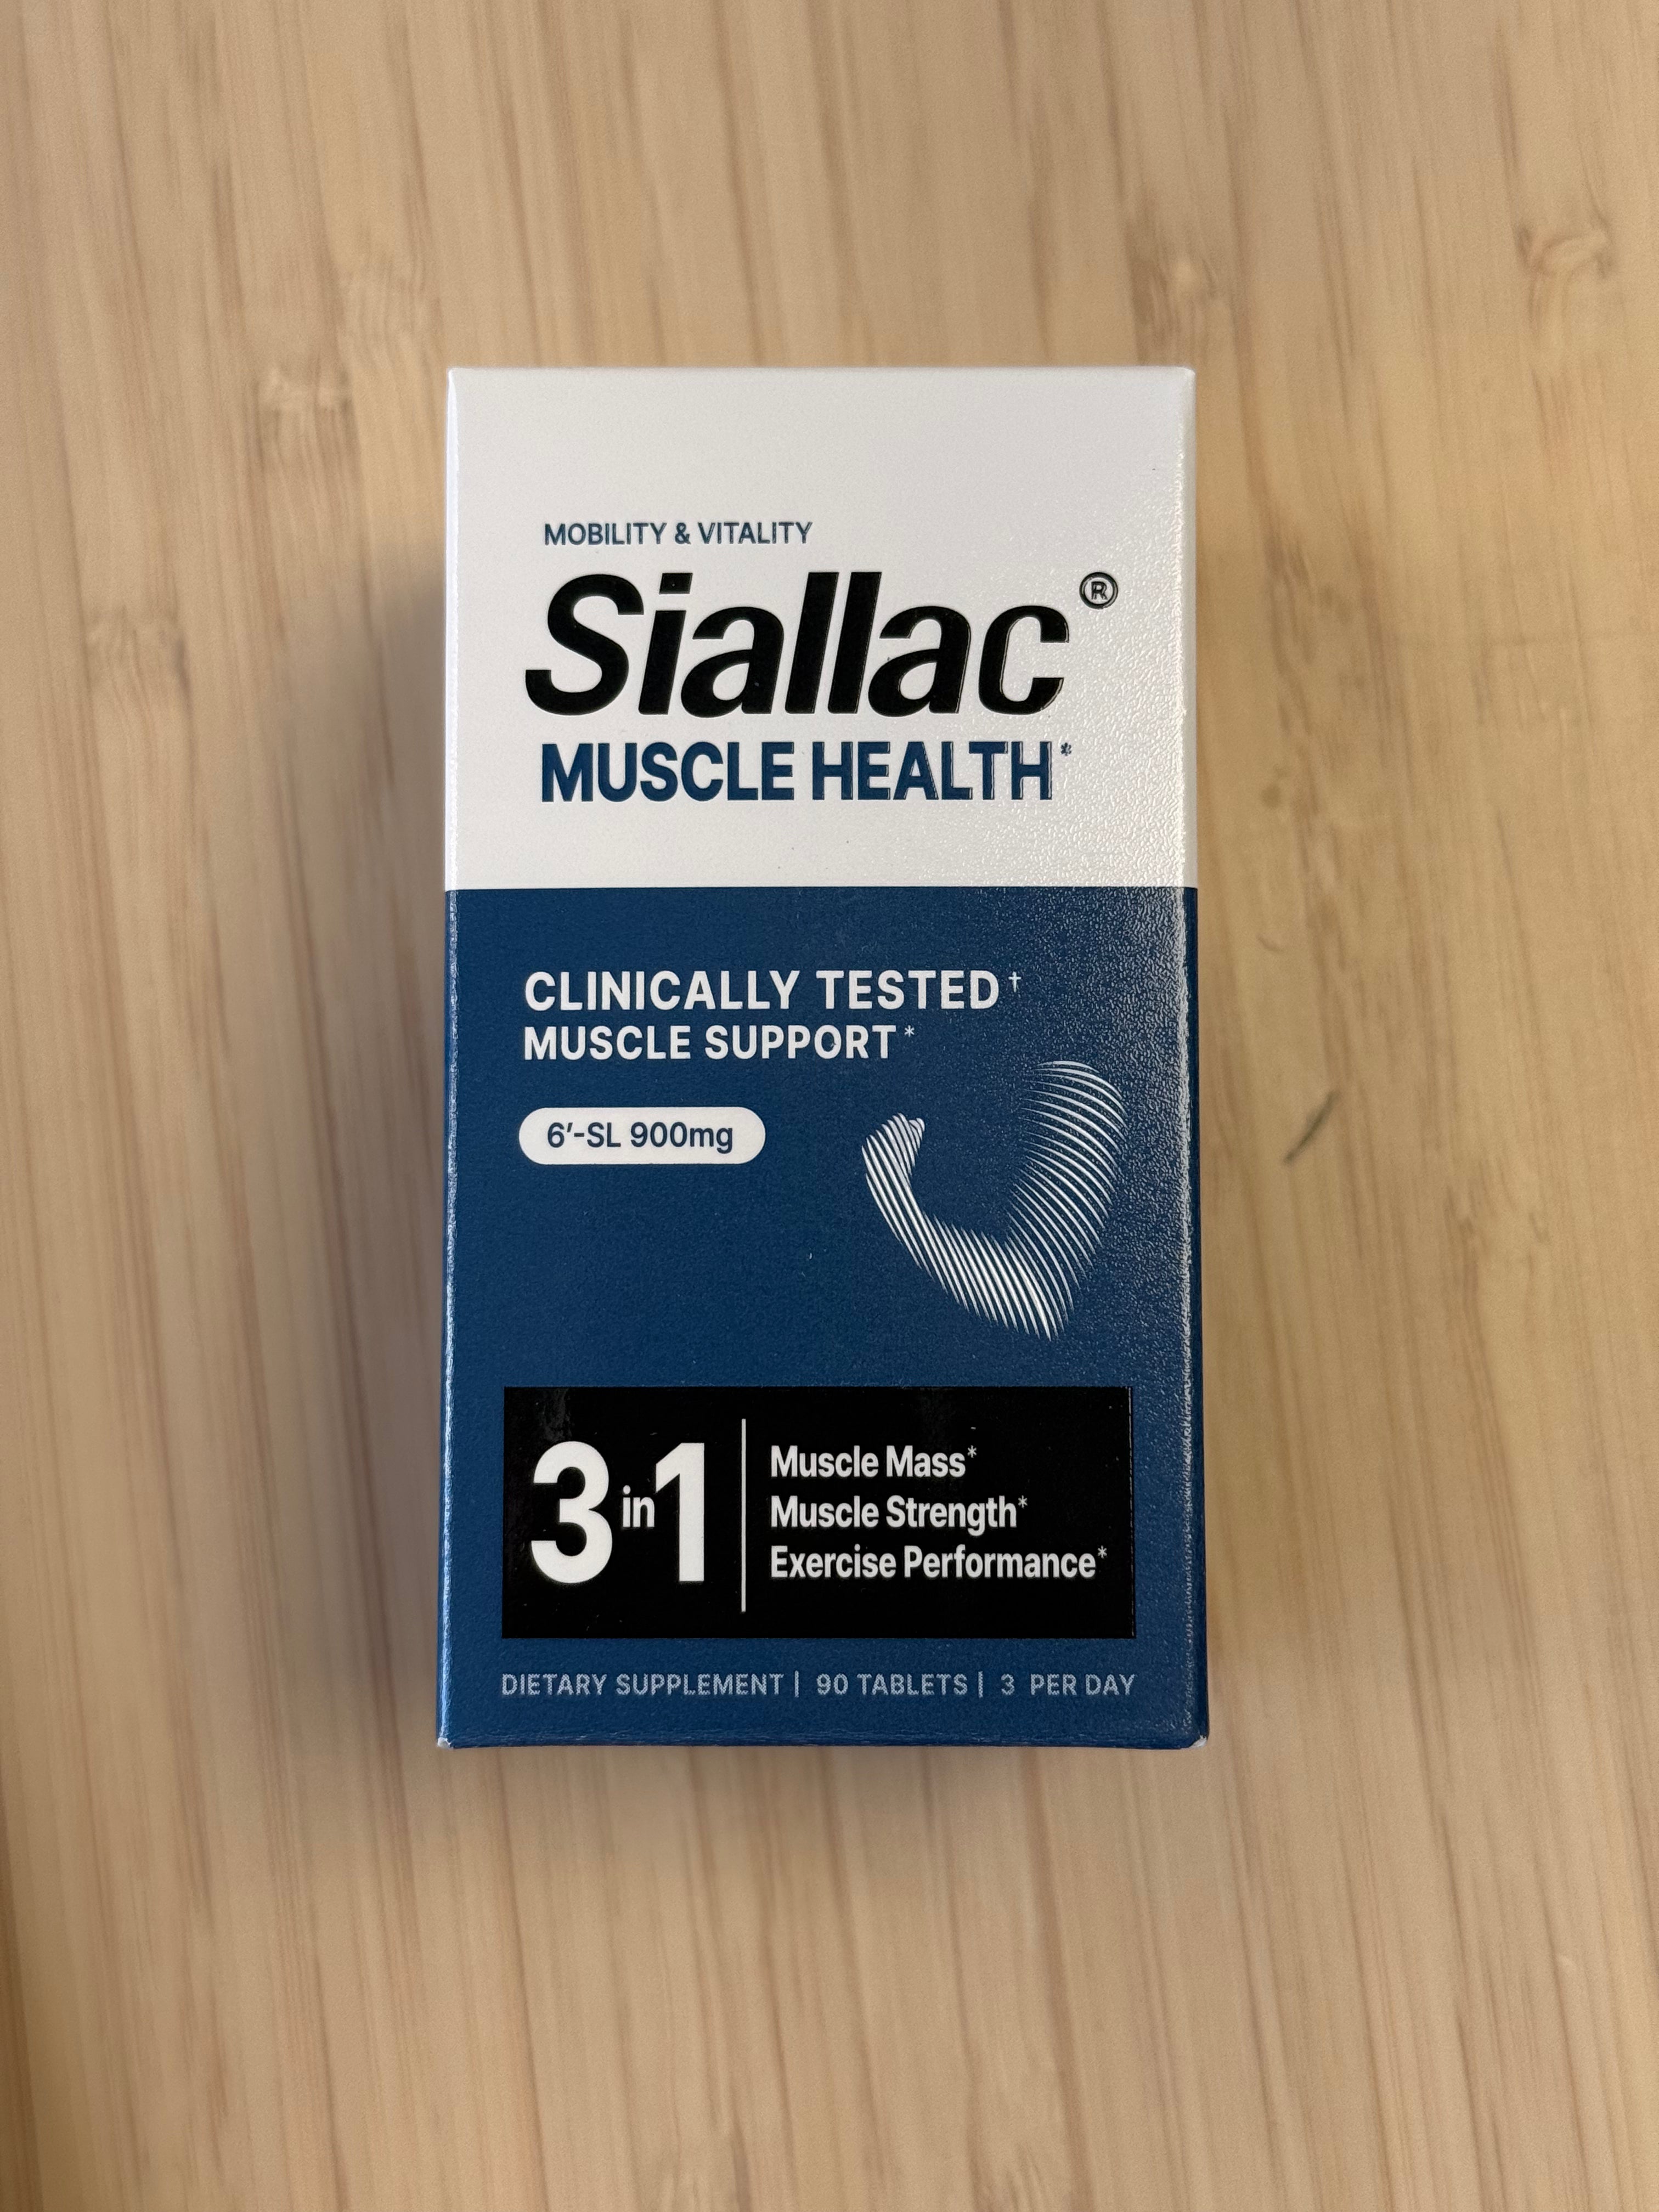 MOBILITY & VITALITY
Siallac®
MUSCLE HEALTH*
CLINICALLY TESTED†
MUSCLE SUPPORT*
6'-SL 900mg
3 in 1
Muscle Mass*
Muscle Strength*
Exercise Performance*
DIETARY SUPPLEMENT | 90 TABLETS | 3 PER DAY